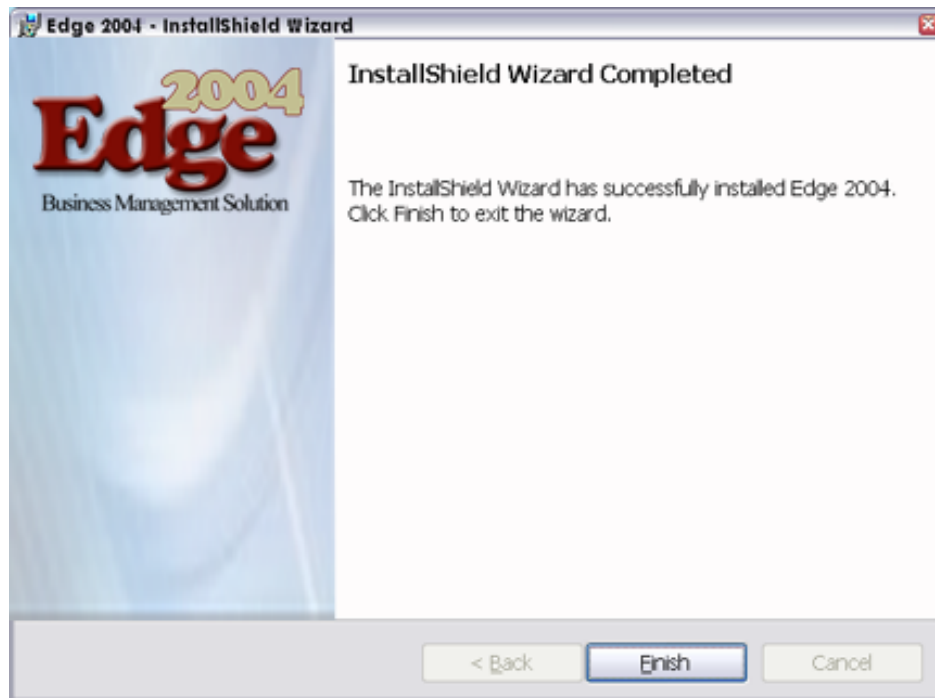 Edge 2004 - InstallShield Wizard
2004
Edge
Business Management Solution
InstallShield Wizard Completed
The InstallShield Wizard has successfully installed Edge 2004.
Click Finish to exit the wizard.
< Back Finish Cancel